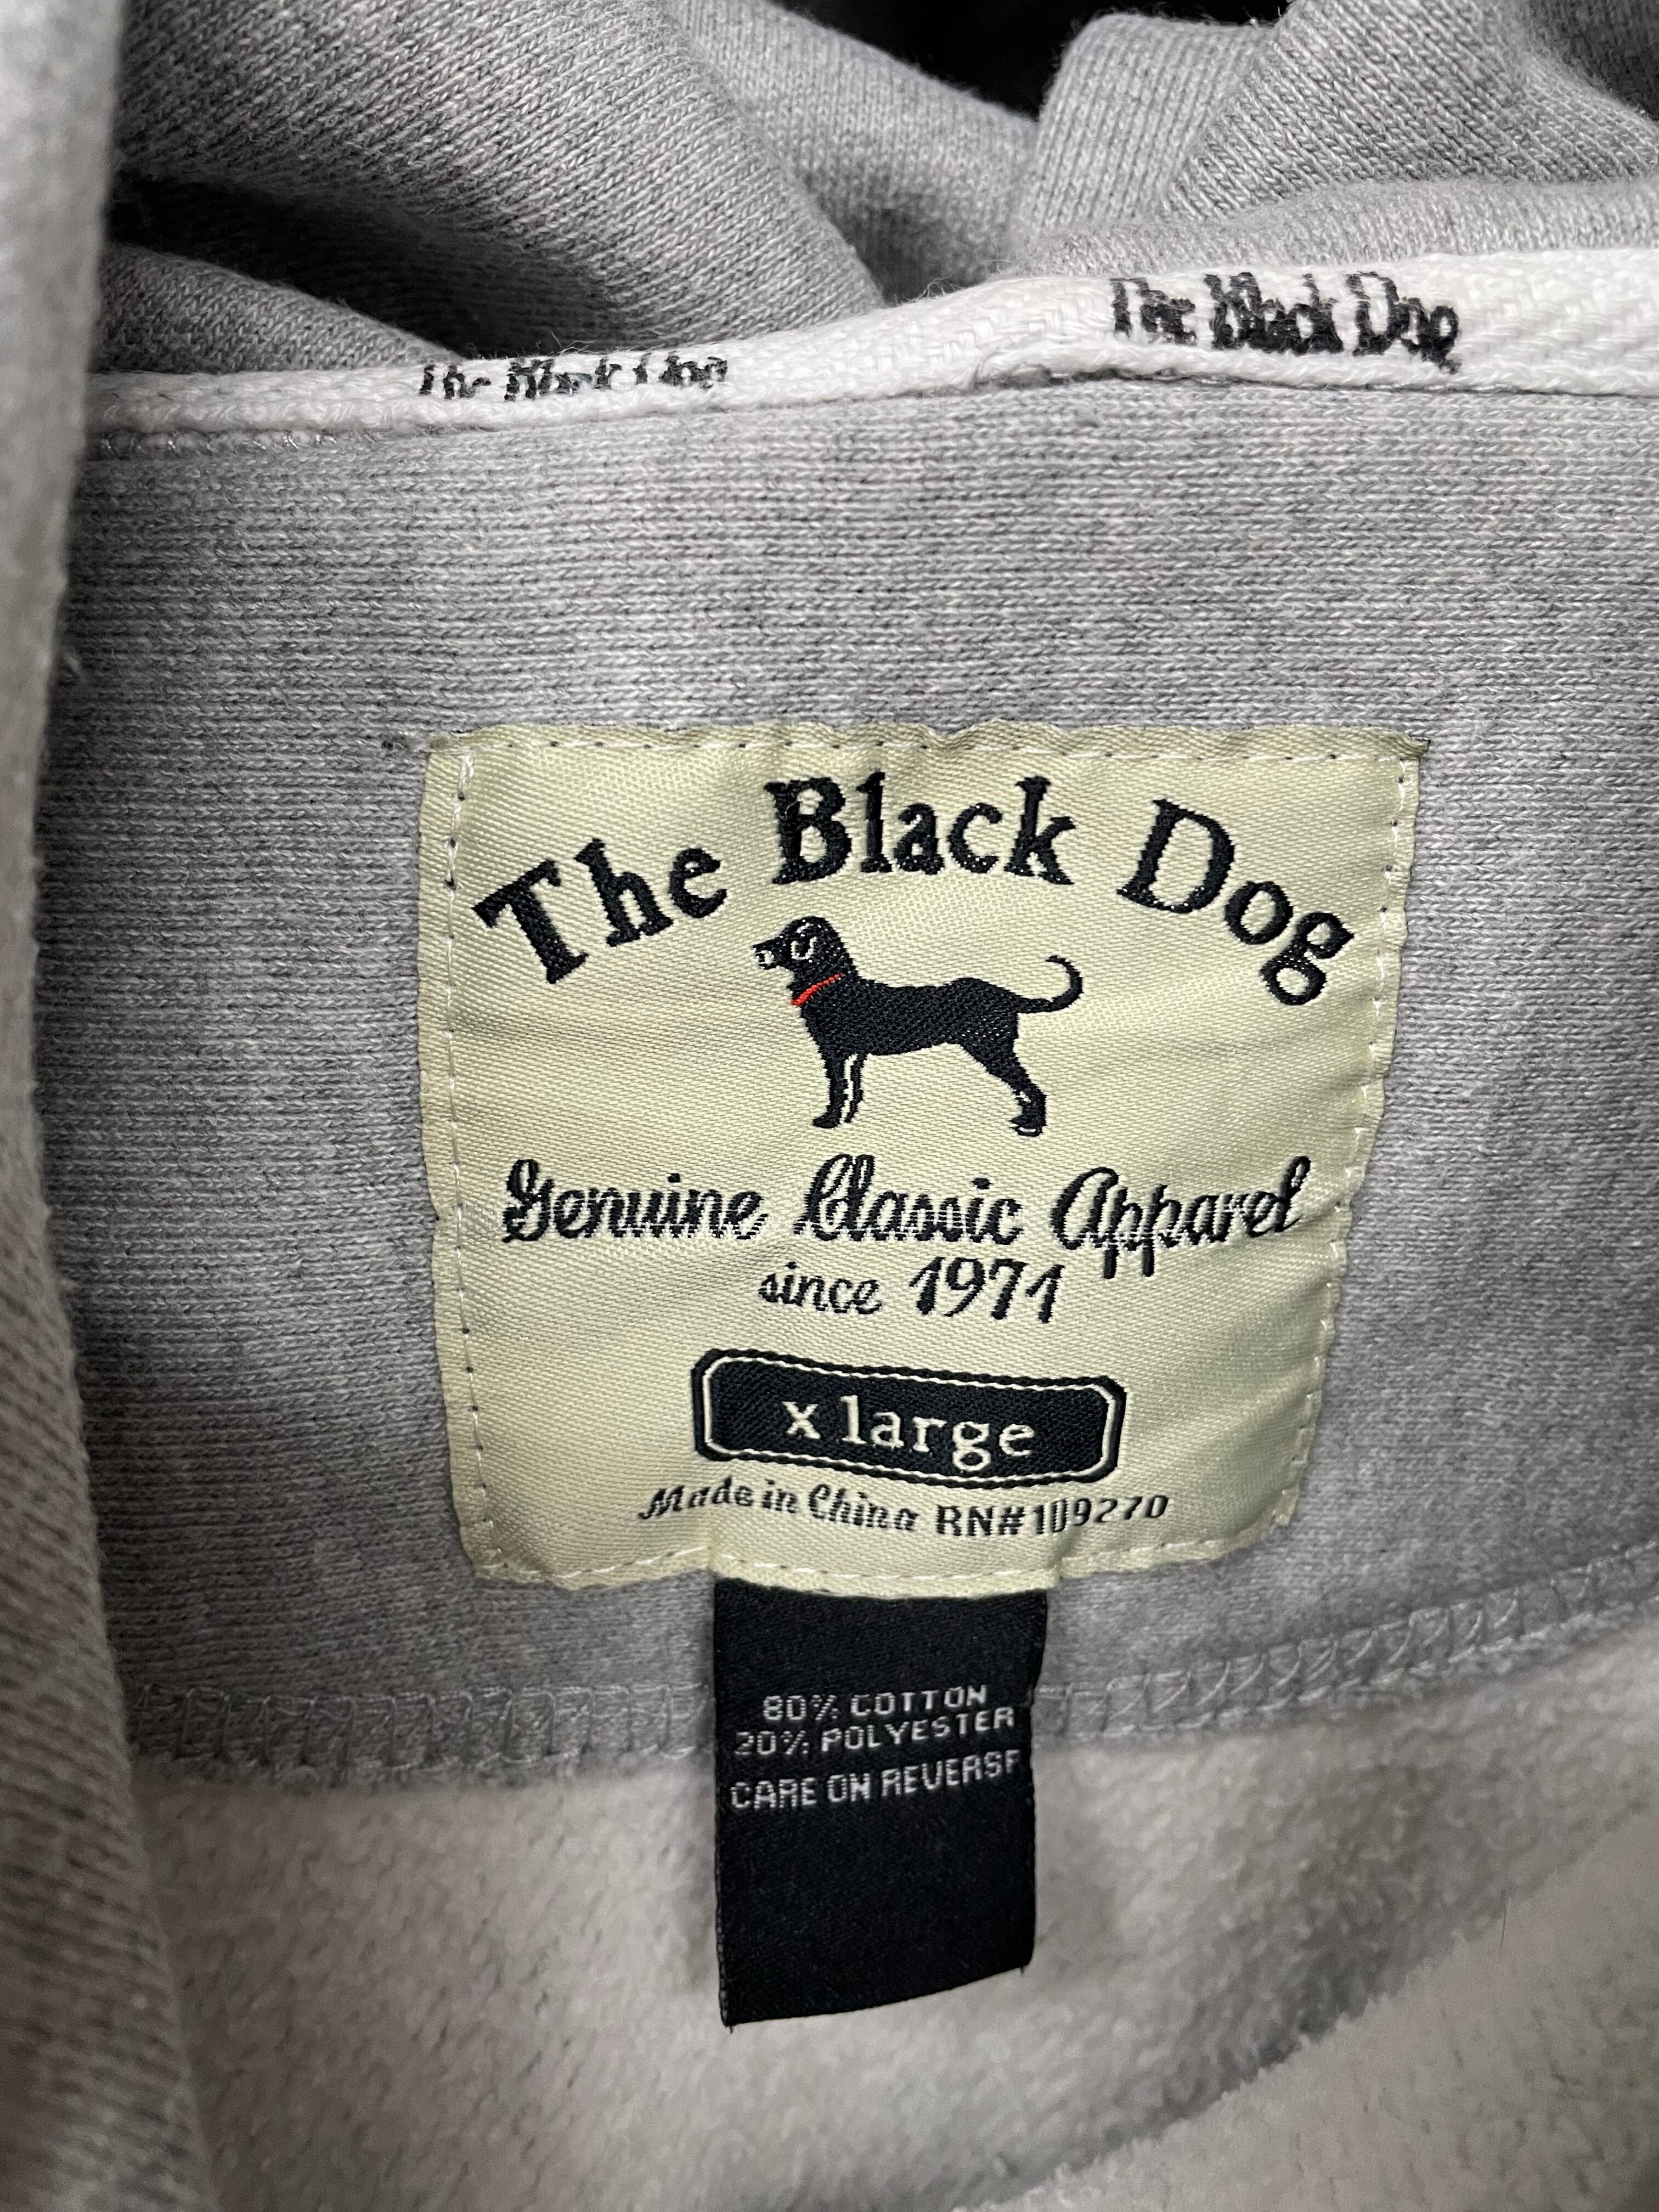 The Black Dog
The Black Dog
The Black Dog
Genuine Classic Apparel
since 1971
x large
Made in China RN#109270
80% COTTON
20% POLYESTER
CARE ON REVERSE